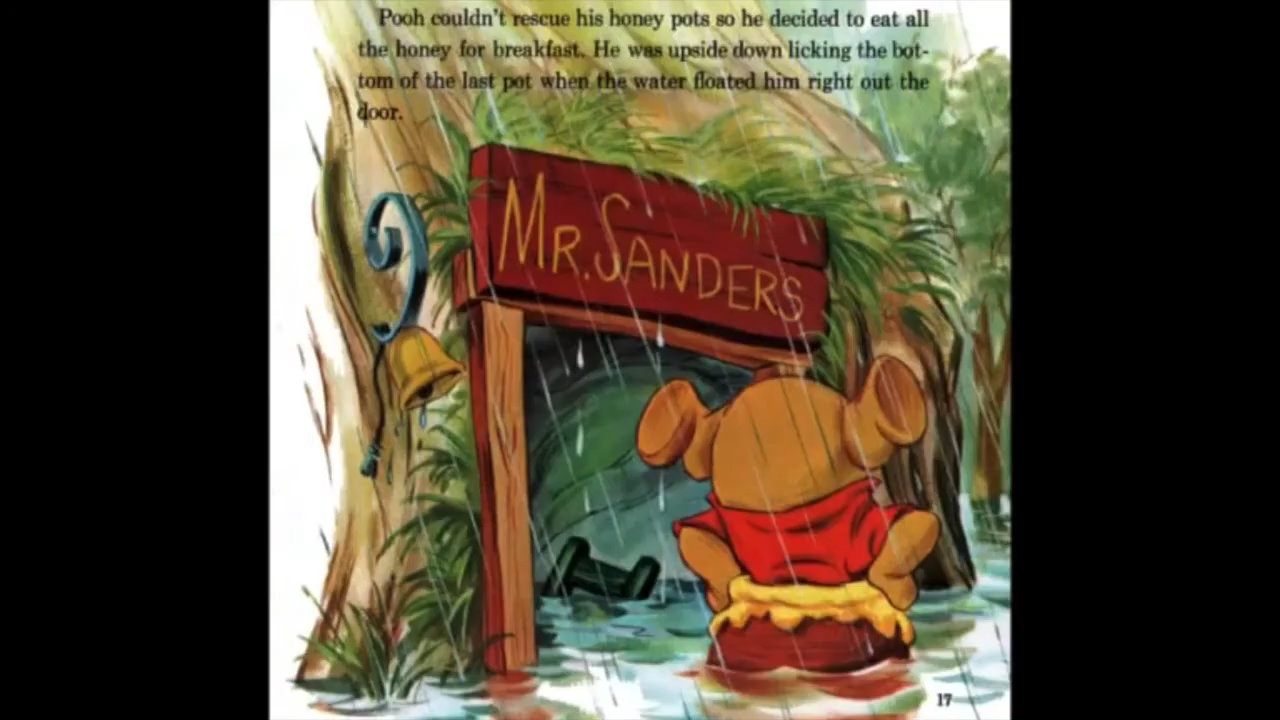 Pooh couldn't rescue his honey pots so he decided to eat all
the honey for breakfast. He was upside down licking the bot-
tom of the last pot when the water floated him right out the
door.
MR. SANDERS
17